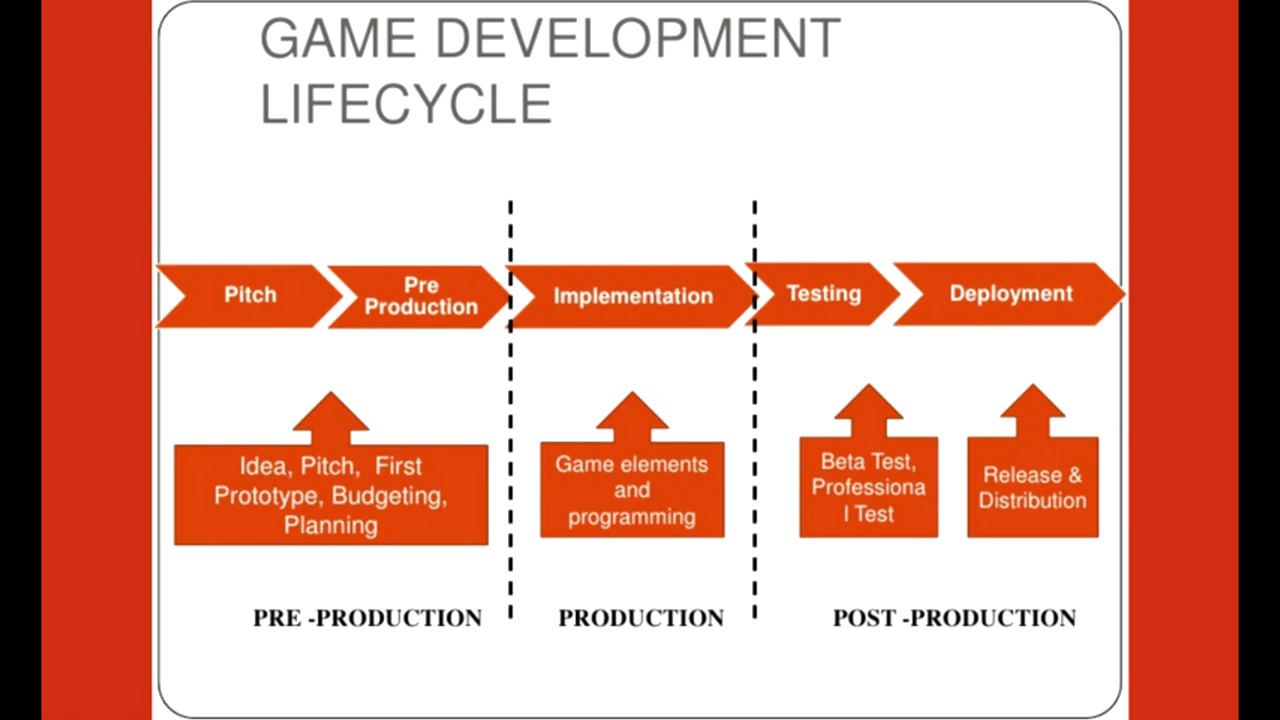 GAME DEVELOPMENT
LIFECYCLE
Pitch
Pre
Production
Implementation
Testing
Deployment
Idea, Pitch, First
Prototype, Budgeting,
Planning
Game elements
and
programming
Beta Test,
Professiona
l Test
Release &
Distribution
PRE -PRODUCTION
PRODUCTION
POST -PRODUCTION